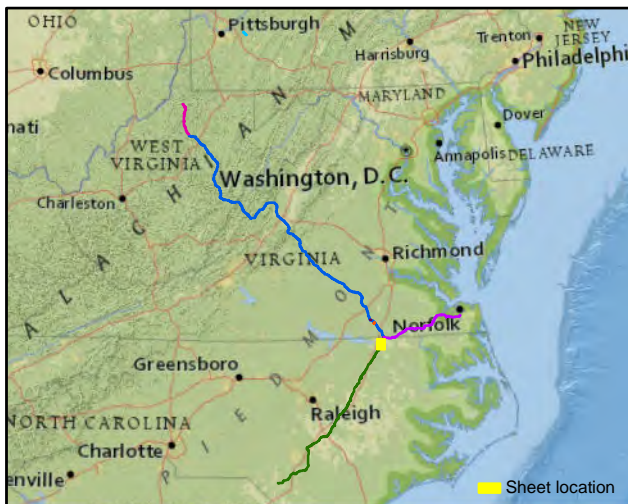 OHIO
Pittsburgh
NEW
JERSEY
Trenton
Harrisburg
Philadelphi
Columbus
MARYLAND
nati
Dover
WEST
VIRGINIA
Annapolis
DELAWARE
Washington, D.C.
Charleston
Richmond
VIRGINIA
Norfolk
Greensboro
Raleigh
NORTH CAROLINA
Charlotte
enville
A L A C H I A N M
P I E D M O N T
Sheet location